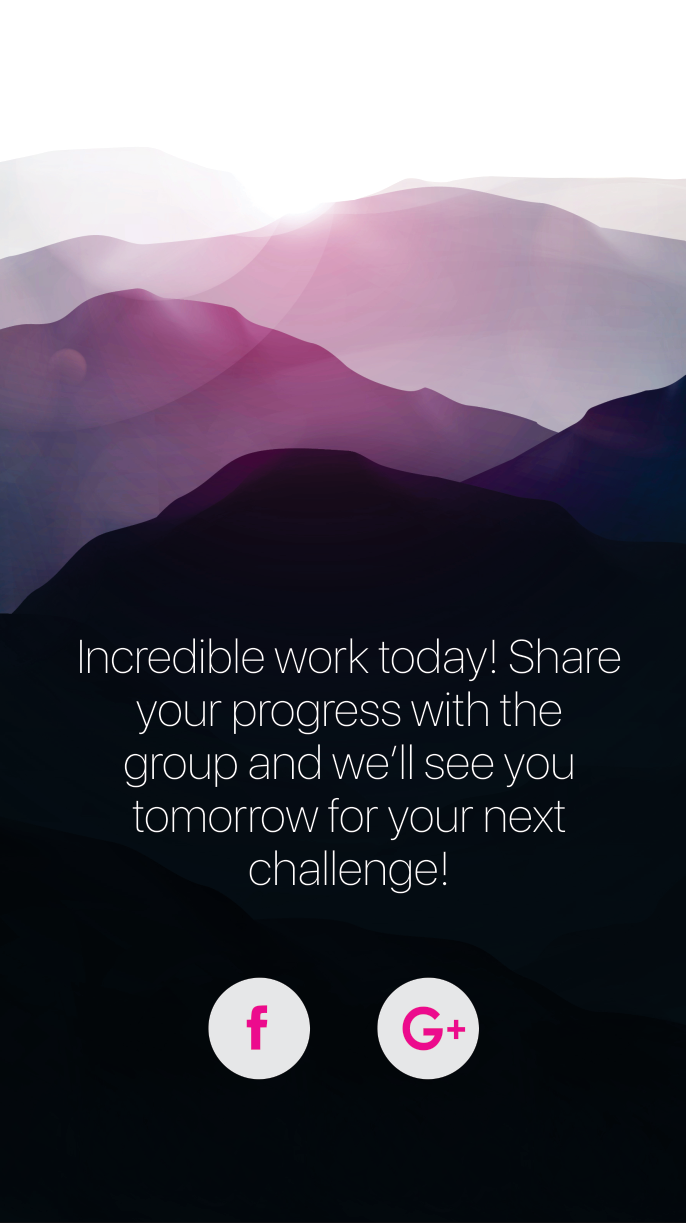 Incredible work today! Share
your progress with the
group and we’ll see you
tomorrow for your next
challenge!
f
G+